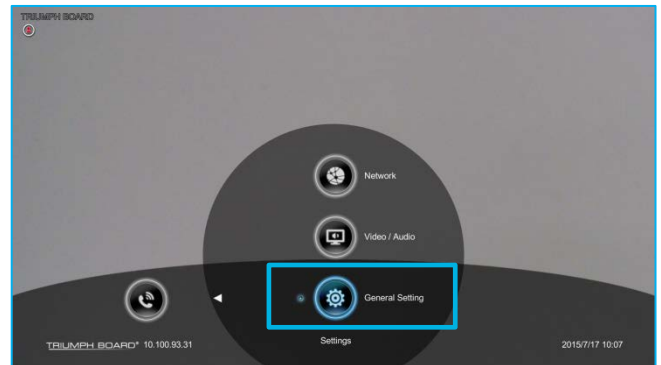 TRIUMPH BOARD
Network
Video / Audio
General Setting
Settings
TRIUMPH BOARD® 10.100.93.31
2015/7/17 10:07